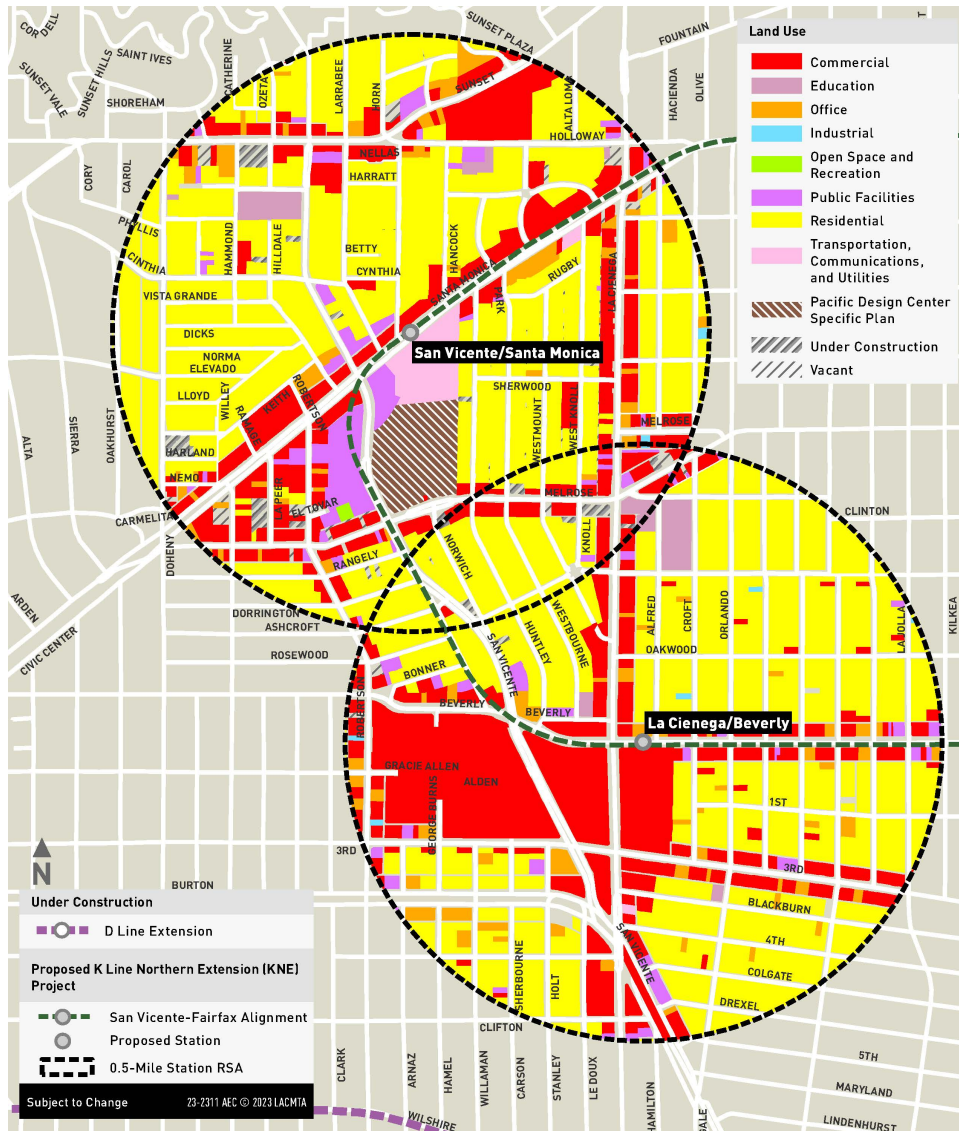 COR DELL
SUNSET PLAZA
FOUNTAIN
SAINT IVES
SUNSET HILLS
SUNSET VALE
CATHERINE
OZETA
LARRABEE
HORN
SUNSET
ALTA LOMA
HACIENDA
OLIVE
SHOREHAM
HOLLOWAY
NELLAS
HARRATT
CORY
CAROL
PHYLLIS
HAMMOND
HILLDALE
BETTY
HANCOCK
CINTHIA
CYNTHIA
SANTA MONICA
RUGBY
LA CIENEGA
PARK
VISTA GRANDE
DICKS
San Vicente/Santa Monica
NORMA
ELEVADO
SHERWOOD
LLOYD
WILLEY
KEITH
ROBERTSON
RAMAGE
WESTMOUNT
WEST KNOLL
MELROSE
ALTA
SIERRA
OAKHURST
HARLAND
NEMO
LA PEER
MELROSE
EL TOVAR
CARMELITA
CLINTON
DOHENY
RANGELY
NORWICH
KNOLL
ARDEN
CIVIC CENTER
DORRINGTON
ASHCROFT
ROSEWOOD
BONNER
SAN VICENTE
HUNTLEY
WESTBOURNE
ALFRED
CROFT
ORLANDO
LA JOLLA
KILKEA
OAKWOOD
ROBERTSON
BEVERLY
BEVERLY
La Cienega/Beverly
GRACIE ALLEN
ALDEN
GEORGE BURNS
1ST
3RD
3RD
BURTON
BLACKBURN
4TH
SAN VICENTE
COLGATE
SHERBOURNE
HOLT
DREXEL
CLIFTON
CLARK
ARNAZ
HAMEL
WILLAMAN
CARSON
STANLEY
LE DOUX
HAMILTON
GALE
5TH
MARYLAND
LINDENHURST
WILSHIRE
Land Use
Commercial
Education
Office
Industrial
Open Space and
Recreation
Public Facilities
Residential
Transportation,
Communications,
and Utilities
Pacific Design Center
Specific Plan
Under Construction
Vacant
N
Under Construction
D Line Extension
Proposed K Line Northern Extension (KNE)
Project
San Vicente-Fairfax Alignment
Proposed Station
0.5-Mile Station RSA
Subject to Change 23-2311 AEC © 2023 LACMTA